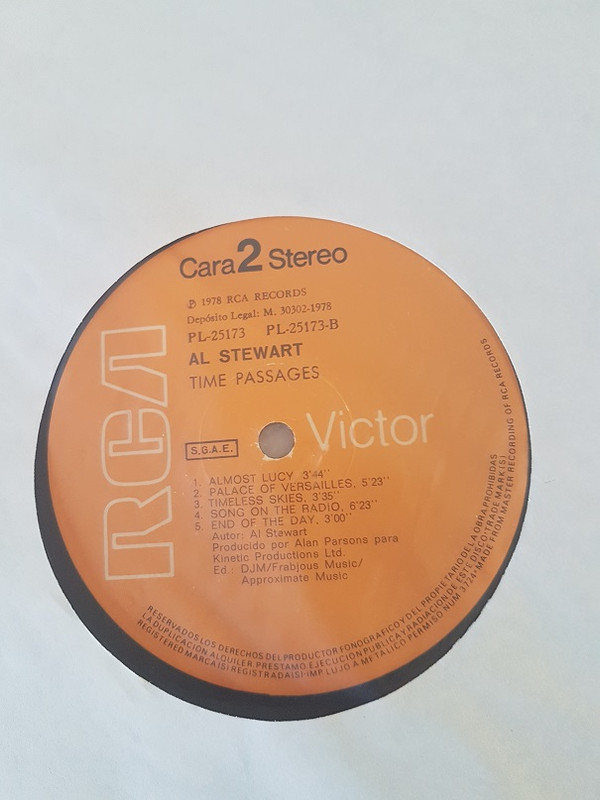 Cara 2 Stereo
℗ 1978 RCA RECORDS
Depósito Legal: M. 30302-1978
PL-25173 PL-25173-B
AL STEWART
TIME PASSAGES
RCA
Victor
S.G.A.E.
1. ALMOST LUCY 3'44''
2. PALACE OF VERSAILLES, 5'23''
3. TIMELESS SKIES, 3'35''
4. SONG ON THE RADIO, 6'23''
5. END OF THE DAY, 3'00''
Autor: Al Stewart
Producido por Alan Parsons para
Kinetic Productions Ltd.
Ed.: DJM/Frabjous Music/
Approximate Music
RESERVADOS LOS DERECHOS DEL PRODUCTOR FONOGRAFICO Y DEL PROPIETARIO DE LA OBRA. PROHIBIDAS
LA DUPLICACION ALQUILER PRESTAMO. EJECUCION PUBLICA Y RADIACION DE ESTE DISCO-TRADE MARK(S)
REGISTERED MARCA(S) REGISTRADA(S)-IMP LUJO A METALICO PERMISO NUM 3724-MADE FROM MASTER RECORDING OF RCA RECORDS